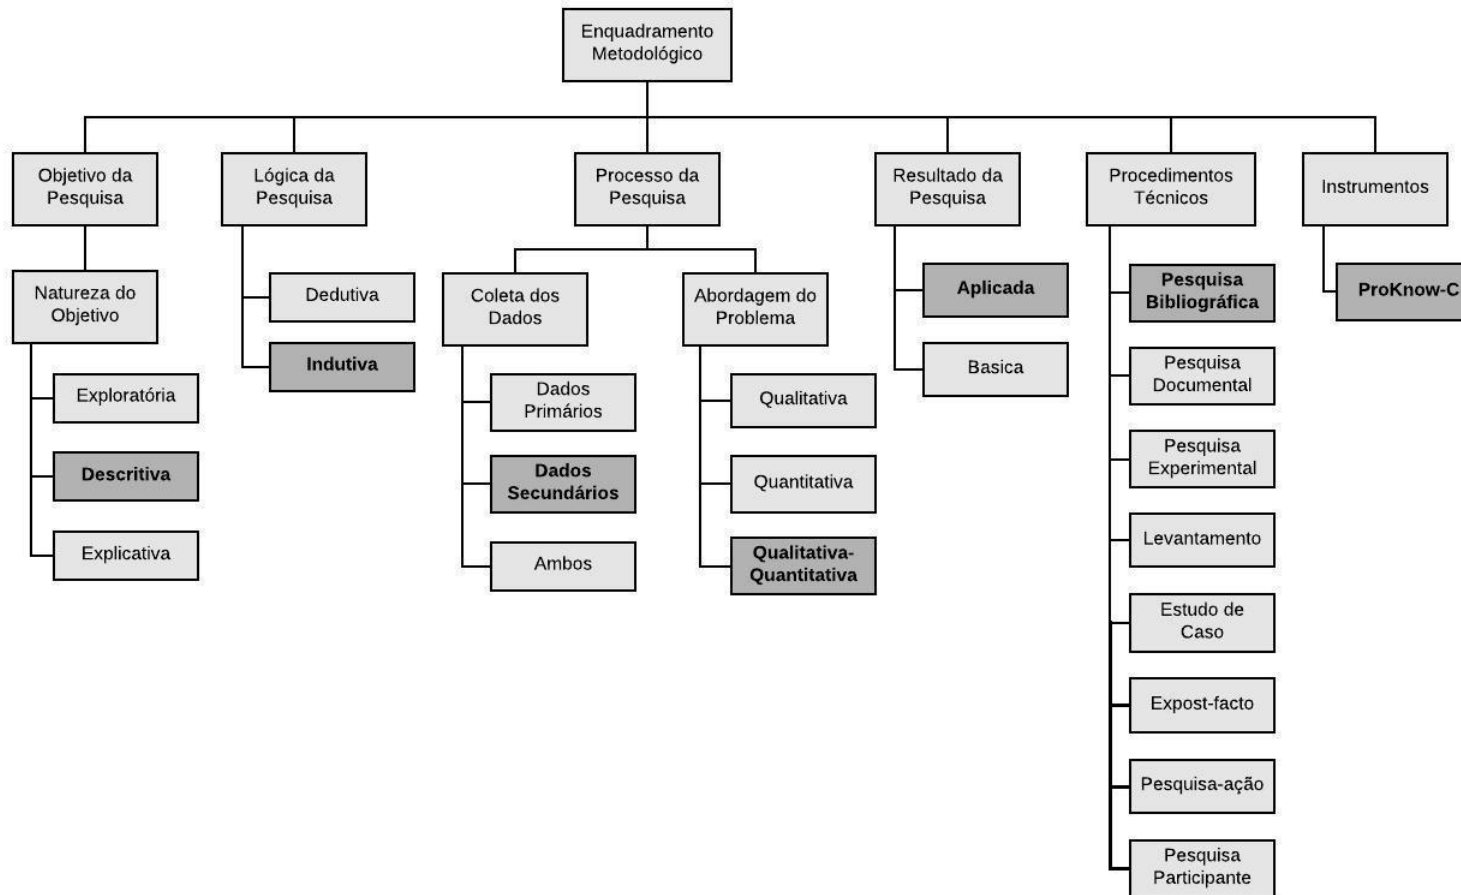 Enquadramento
Metodológico
Objetivo da
Pesquisa
Lógica da
Pesquisa
Processo da
Pesquisa
Resultado da
Pesquisa
Procedimentos
Técnicos
Instrumentos
Natureza do
Objetivo
Exploratória
Descritiva
Explicativa
Dedutiva
Indutiva
Coleta dos
Dados
Dados
Primários
Dados
Secundários
Ambos
Abordagem do
Problema
Qualitativa
Quantitativa
Qualitativa-
Quantitativa
Aplicada
Basica
Pesquisa
Bibliográfica
Pesquisa
Documental
Pesquisa
Experimental
Levantamento
Estudo de
Caso
Expost-facto
Pesquisa-ação
Pesquisa
Participante
ProKnow-C